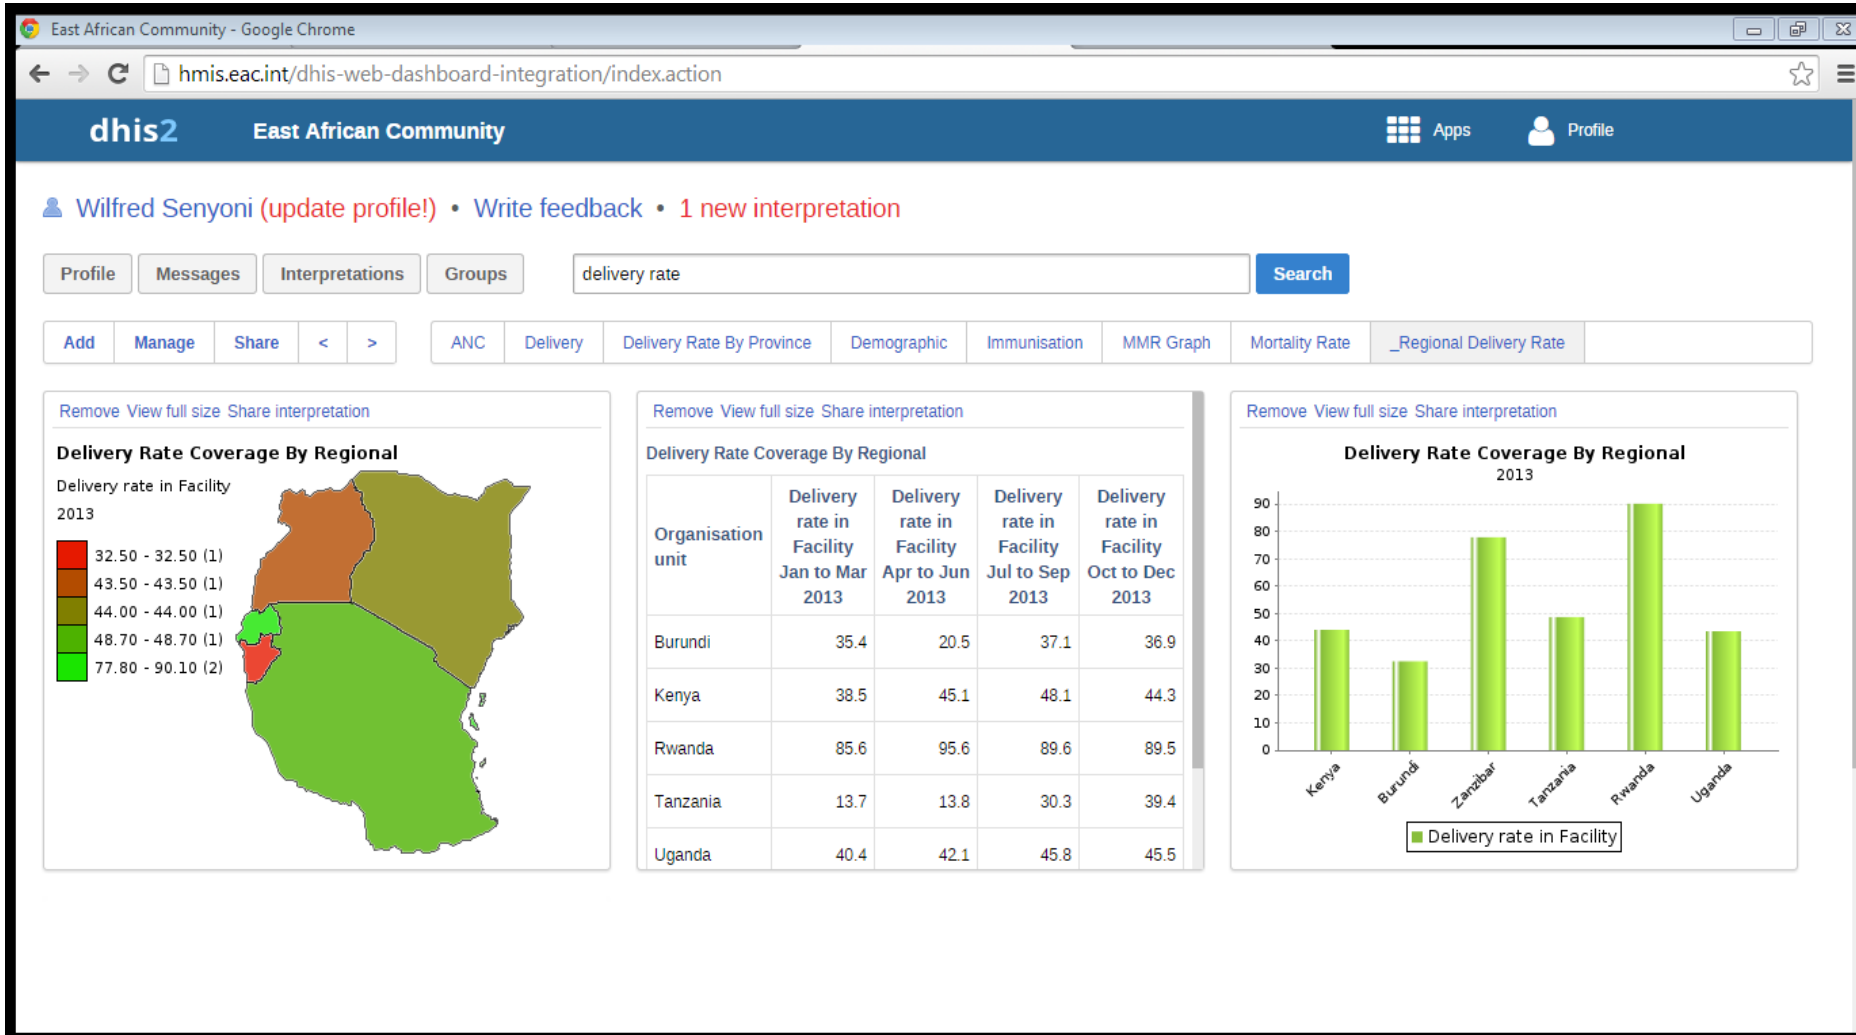 East African Community - Google Chrome
hmis.eac.int/dhis-web-dashboard-integration/index.action
dhis2 East African Community Apps Profile
Wilfred Senyoni (update profile!) • Write feedback • 1 new interpretation
Profile Messages Interpretations Groups delivery rate Search
Add Manage Share < > ANC Delivery Delivery Rate By Province Demographic Immunisation MMR Graph Mortality Rate _Regional Delivery Rate
Remove View full size Share interpretation
Delivery Rate Coverage By Regional
Delivery rate in Facility
2013
32.50 - 32.50 (1)
43.50 - 43.50 (1)
44.00 - 44.00 (1)
48.70 - 48.70 (1)
77.80 - 90.10 (2)
Remove View full size Share interpretation
Delivery Rate Coverage By Regional
Organisation unit
Delivery rate in Facility Jan to Mar 2013
Delivery rate in Facility Apr to Jun 2013
Delivery rate in Facility Jul to Sep 2013
Delivery rate in Facility Oct to Dec 2013
Burundi 35.4 20.5 37.1 36.9
Kenya 38.5 45.1 48.1 44.3
Rwanda 85.6 95.6 89.6 89.5
Tanzania 13.7 13.8 30.3 39.4
Uganda 40.4 42.1 45.8 45.5
Remove View full size Share interpretation
Delivery Rate Coverage By Regional
2013
90
80
70
60
50
40
30
20
10
0
Kenya Burundi Zanzibar Tanzania Rwanda Uganda
Delivery rate in Facility